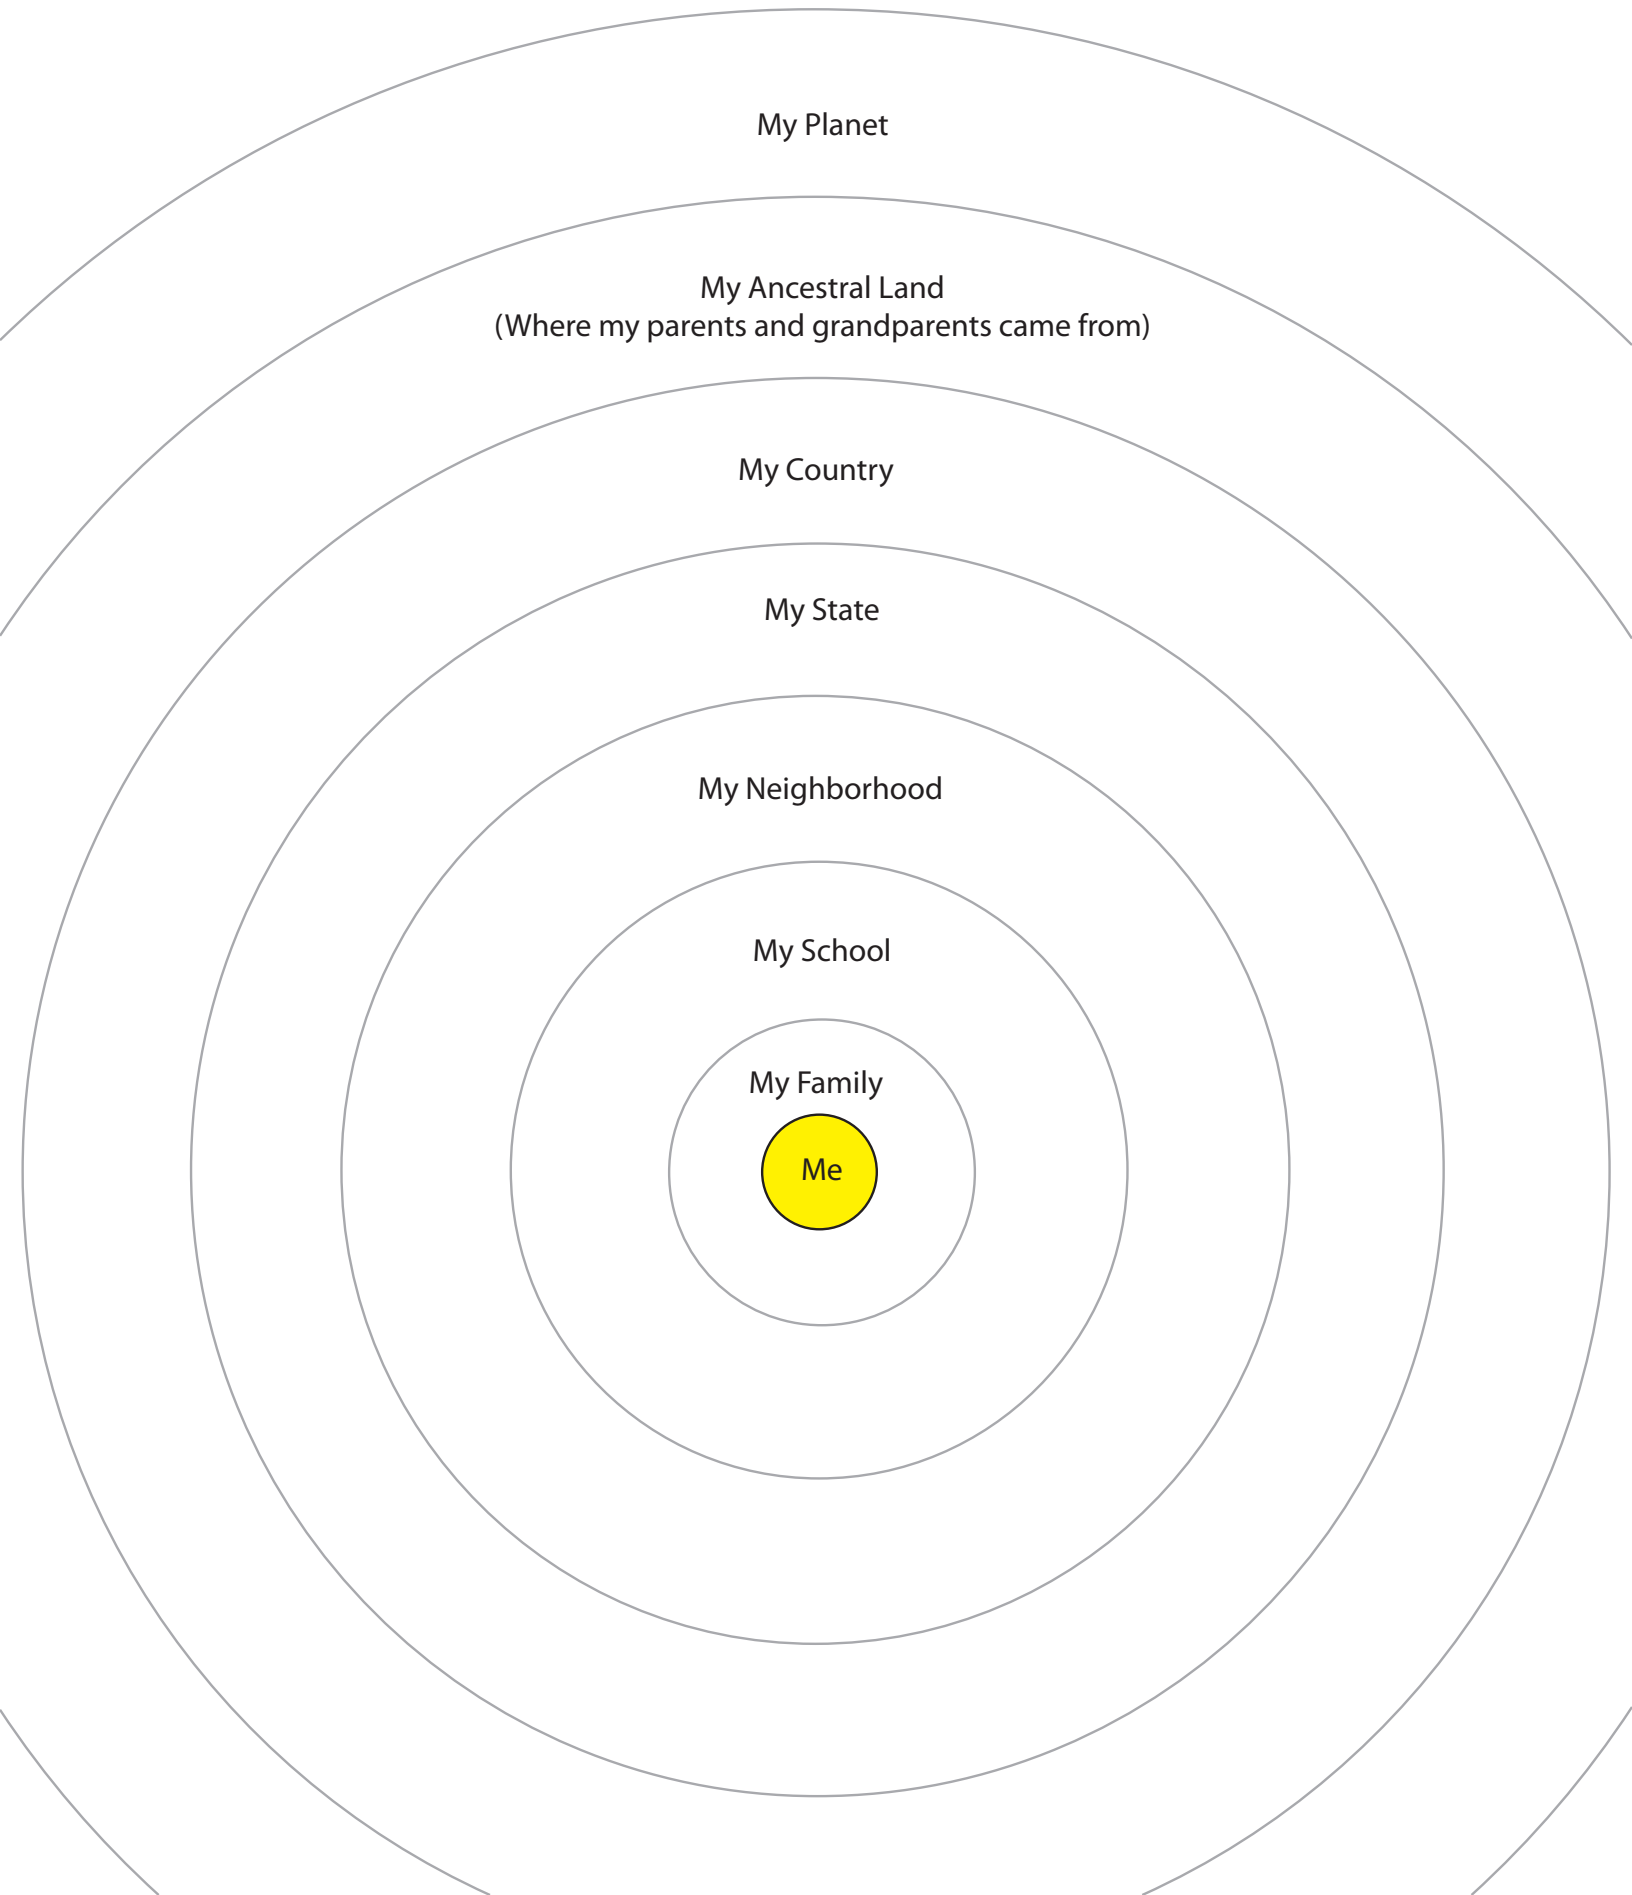 My Planet
My Ancestral Land
(Where my parents and grandparents came from)
My Country
My State
My Neighborhood
My School
My Family
Me